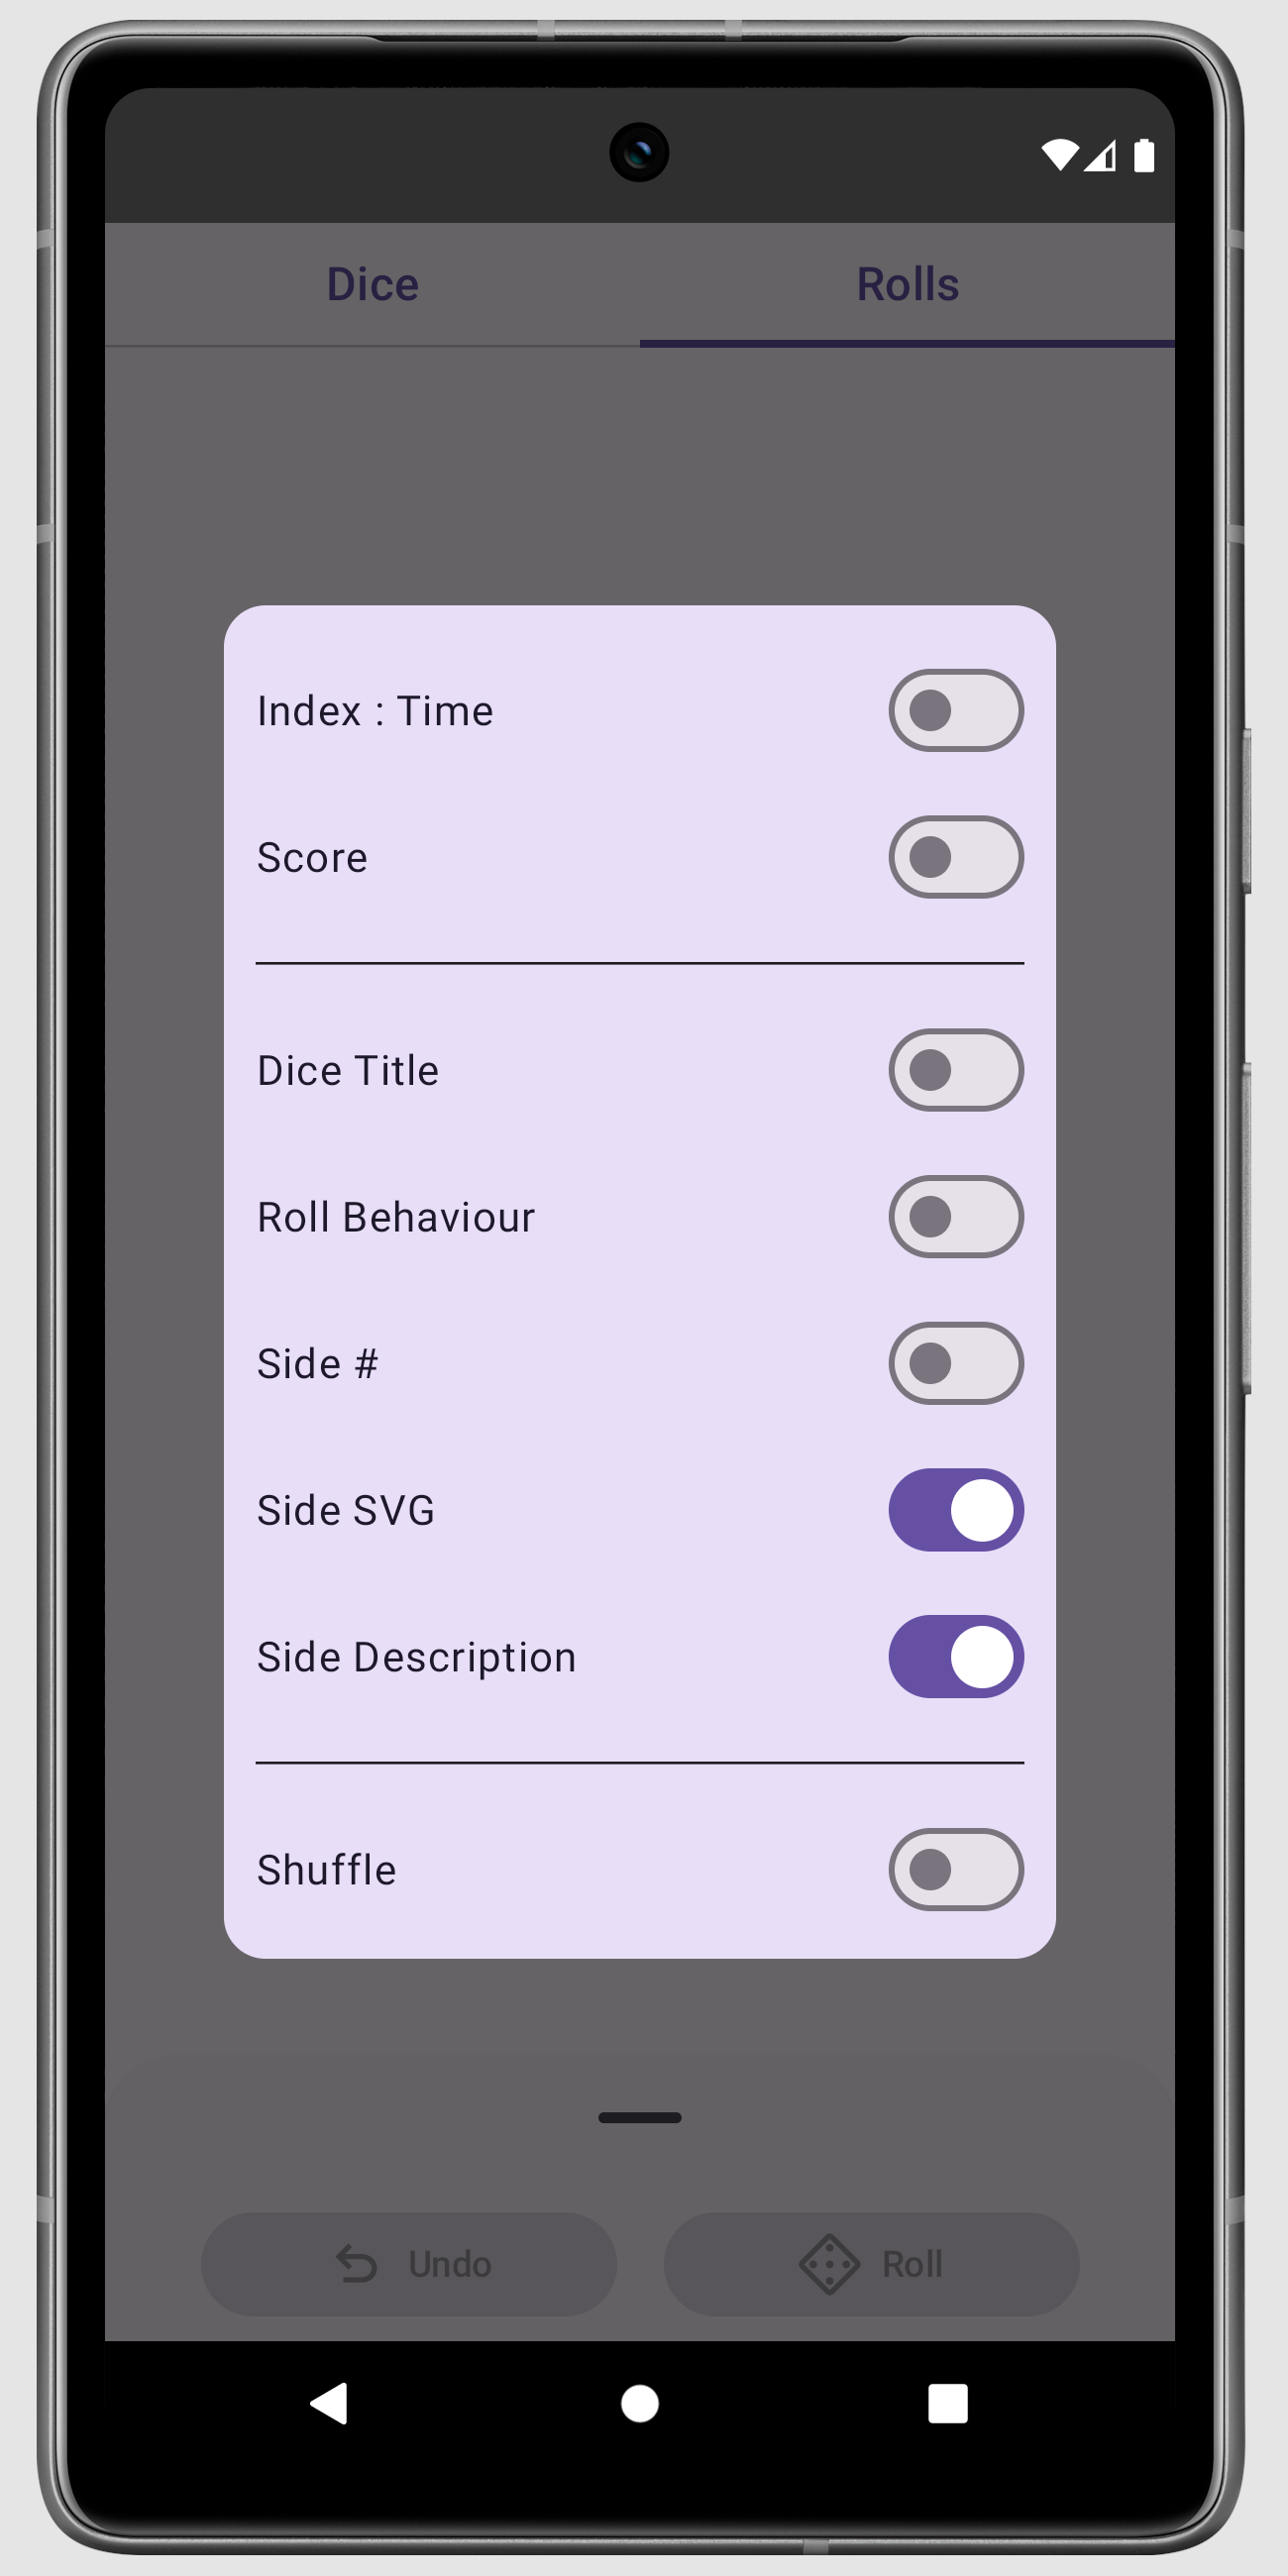 Dice
Rolls
Index : Time
Score
Dice Title
Roll Behaviour
Side #
Side SVG
Side Description
Shuffle
Undo
Roll